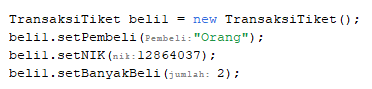 TransaksiTiket beli1 = new TransaksiTiket();
beli1.setPembeli(Pembeli:"Orang");
beli1.setNIK(nik:12864037);
beli1.setBanyakBeli(jumlah: 2);